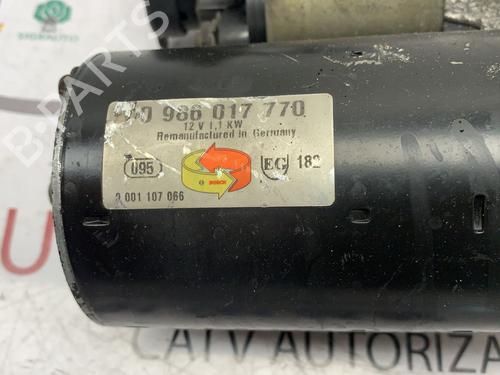 0 986 017 770
12 V 1,1 KW
Remanufactured in Germany
095
BOSCH
EG 182
0 001 107 066
B-PARTS
CATV AUTORIZA